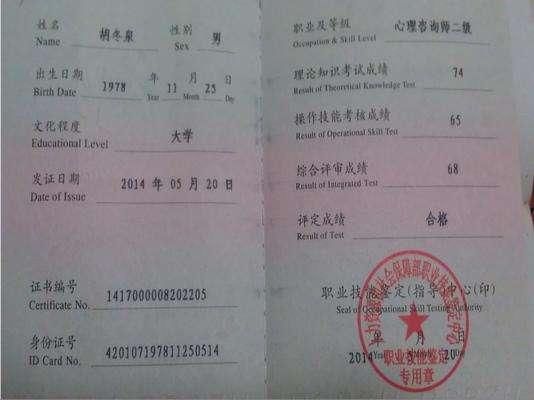 姓名 胡冬泉 性别 男
Name Sex
出生日期 1978 年 11 月 25 日
Birth Date Year Month Day
文化程度 大学
Educational Level
发证日期 2014 年 05 月 20 日
Date of Issue
证书编号 1417000008202205
Certificate No.
身份证号 420107197811250514
ID Card No.
职业及等级 心理咨询师二级
Occupation & Skill Level
理论知识考试成绩 74
Result of Theoretical Knowledge Test
操作技能考核成绩 65
Result of Operational Skill Test
综合评审成绩 68
Result of Integrated Test
评定成绩 合格
Result of Test
职业技能鉴定(指导)中心(印)
Seal of Occupational Skill Testing Authority
年 月 日
2014 Year Month 20 Day
职业技能鉴定
专用章